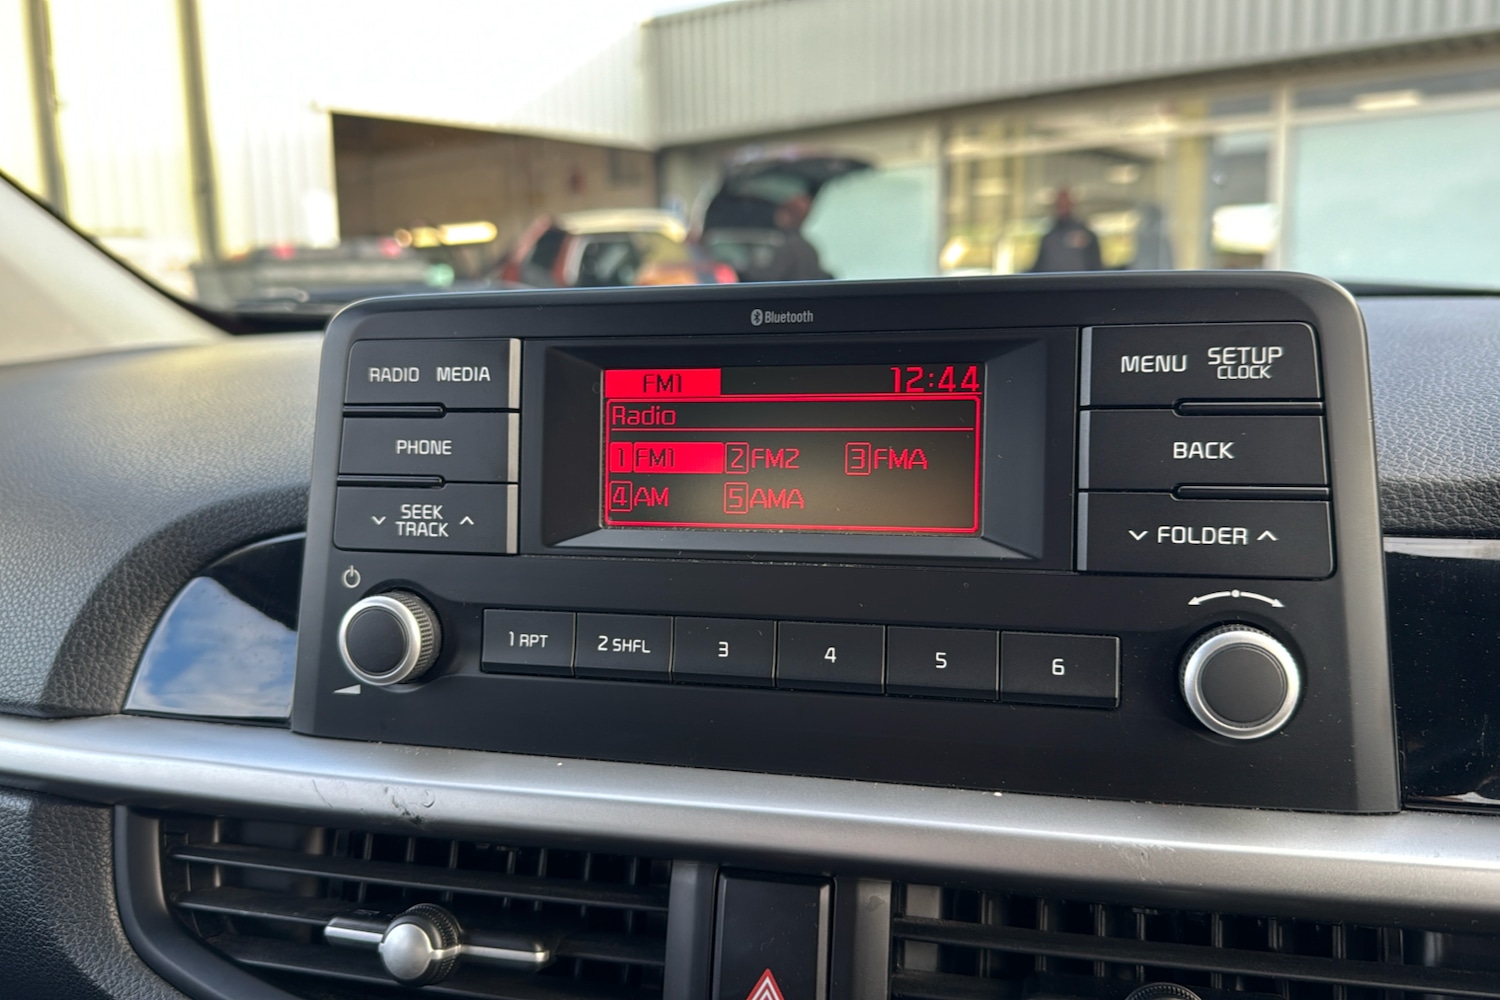 Bluetooth
RADIO MEDIA
PHONE
SEEK
TRACK
FM1 12:44
Radio
1 FM1 2 FM2 3 FMA
4 AM 5 AMA
MENU SETUP
CLOCK
BACK
FOLDER
1 RPT 2 SHFL 3 4 5 6